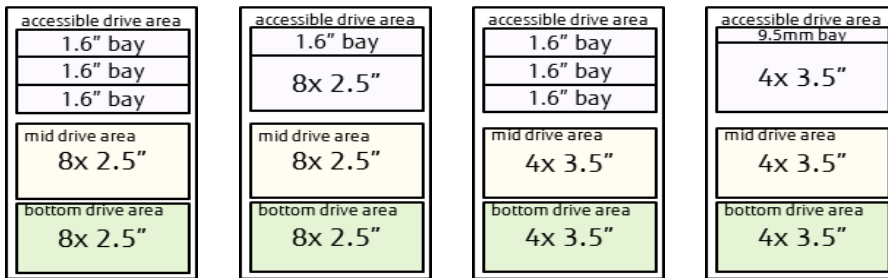 accessible drive area
1.6” bay
1.6” bay
1.6” bay
mid drive area
8x 2.5”
bottom drive area
8x 2.5”
accessible drive area
1.6” bay
8x 2.5”
mid drive area
8x 2.5”
bottom drive area
8x 2.5”
accessible drive area
1.6” bay
1.6” bay
1.6” bay
mid drive area
4x 3.5”
bottom drive area
4x 3.5”
accessible drive area
9.5mm bay
4x 3.5”
mid drive area
4x 3.5”
bottom drive area
4x 3.5”